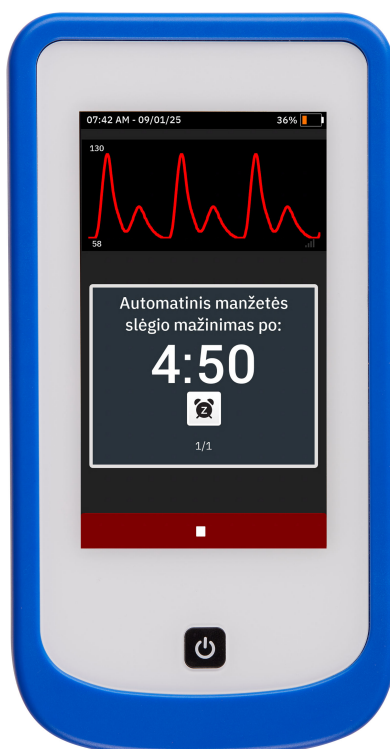 07:42 AM - 09/01/25 36%
130
58
Automatinis manžetės
slėgio mažinimas po:
4:50
Z
1/1